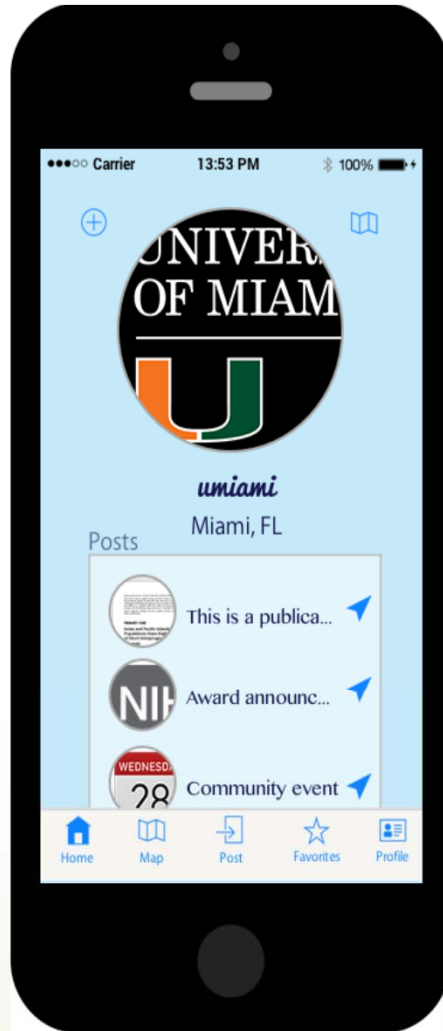 Carrier 13:53 PM 100%
UNIVER
OF MIAM
U
umiami
Miami, FL
Posts
This is a publica...
NIH
Award announc...
WEDNESDA
28
Community event
Home Map Post Favorites Profile